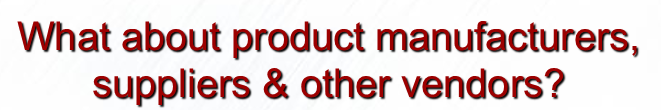 What about product manufacturers,
suppliers & other vendors?